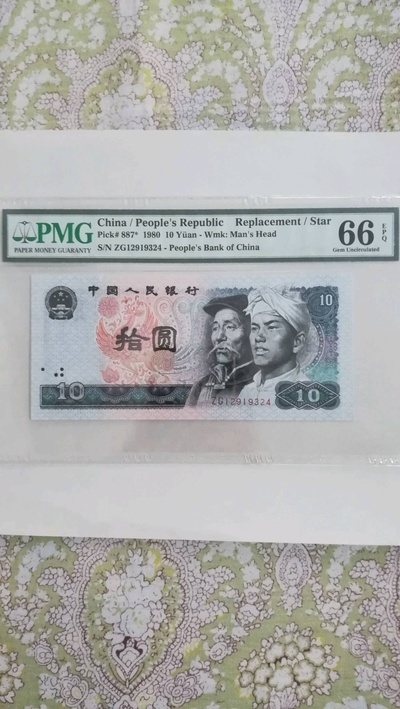 PMG
PAPER MONEY GUARANTY
China / People's Republic Replacement / Star
Pick# 887* 1980 10 Yüan - Wmk: Man's Head
S/N ZG12919324 - People's Bank of China
66 EPQ
Gem Uncirculated
中国人民银行
10
拾圆
10
ZG12919324
10